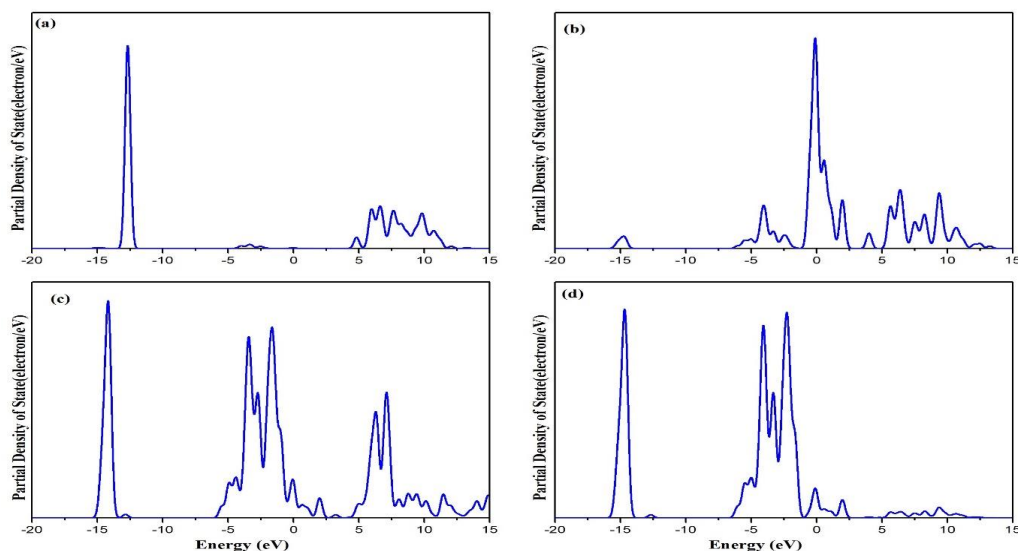 (a)
Partial Density of State(electron/eV)
-20 -15 -10 -5 0 5 10 15
(b)
Partial Density of State(electron/eV)
-20 -15 -10 -5 0 5 10 15
(c)
Partial Density of State(electron/eV)
-20 -15 -10 -5 0 5 10 15
Energy (eV)
(d)
Partial Density of State(electron/eV)
-20 -15 -10 -5 0 5 10 15
Energy (eV)